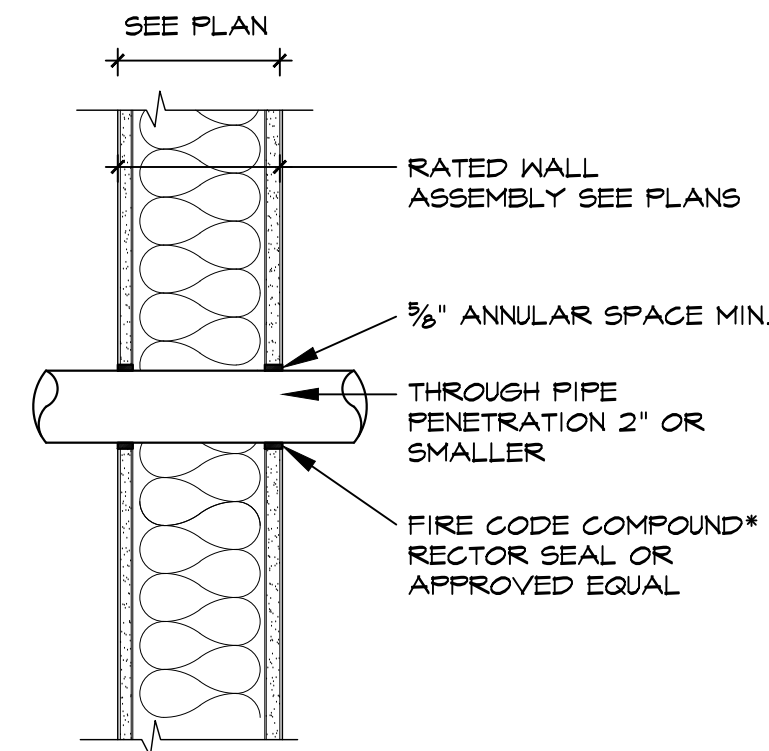 SEE PLAN
RATED WALL
ASSEMBLY SEE PLANS
⅝" ANNULAR SPACE MIN.
THROUGH PIPE
PENETRATION 2" OR
SMALLER
FIRE CODE COMPOUND*
RECTOR SEAL OR
APPROVED EQUAL